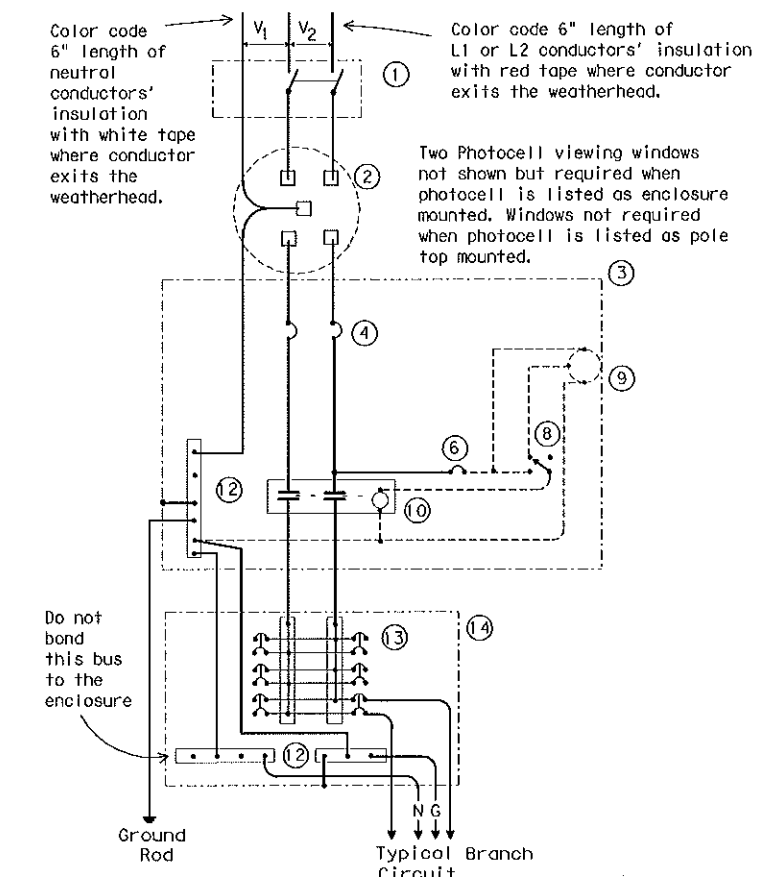 Color code
6" length of
neutral
conductors'
insulation
with white tape
where conductor
exits the
weatherhead.
V1
V2
Color code 6" length of
L1 or L2 conductors' insulation
with red tape where conductor
exits the weatherhead.
1
2
Two Photocell viewing windows
not shown but required when
photocell is listed as enclosure
mounted. Windows not required
when photocell is listed as pole
top mounted.
3
4
9
8
6
12
10
Do not
bond
this bus
to the
enclosure
13
14
12
N G
Ground
Rod
Typical Branch
Circuit